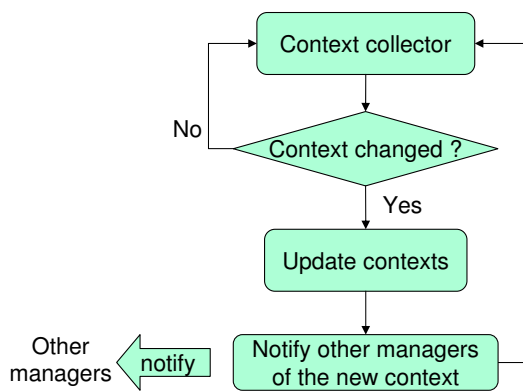 Context collector
No
Context changed ?
Yes
Update contexts
Other
managers
notify
Notify other managers
of the new context